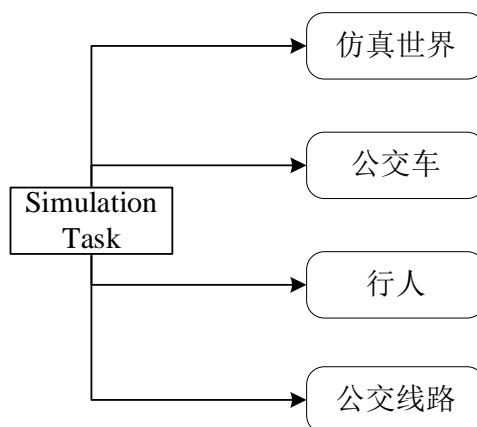 仿真世界
公交车
Simulation
Task
行人
公交线路